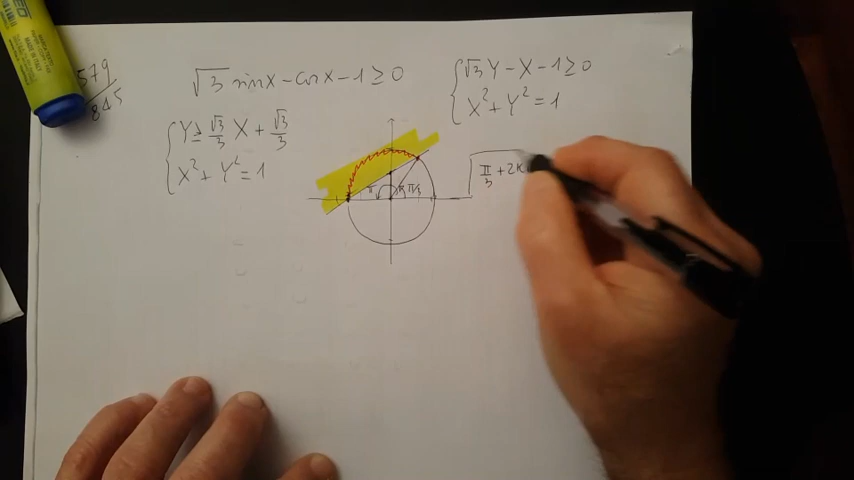 579
845
√3 sinX - cosX - 1 ≥ 0
{ √3 Y - X - 1 ≥ 0
X² + Y² = 1
{ Y ≥ √3/3 X + √3/3
X² + Y² = 1
π π/3
π/3 + 2K